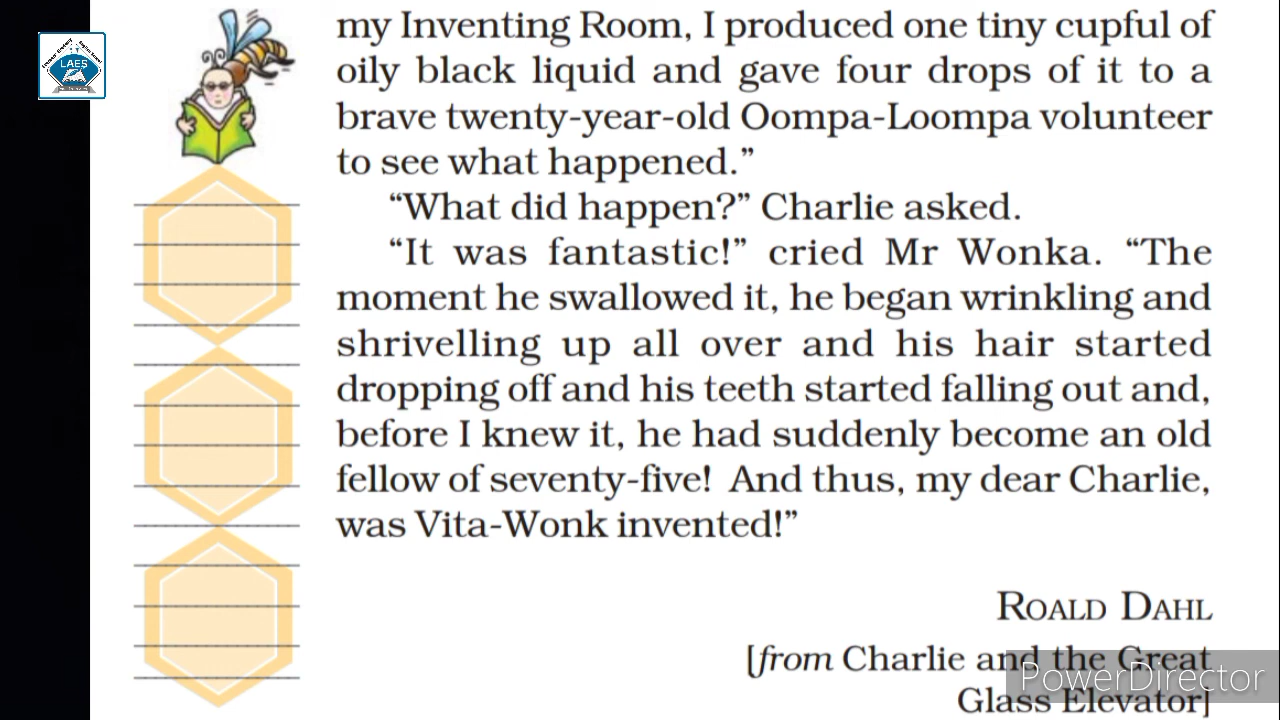 LAES
my Inventing Room, I produced one tiny cupful of
oily black liquid and gave four drops of it to a
brave twenty-year-old Oompa-Loompa volunteer
to see what happened.”
“What did happen?” Charlie asked.
“It was fantastic!” cried Mr Wonka. “The
moment he swallowed it, he began wrinkling and
shrivelling up all over and his hair started
dropping off and his teeth started falling out and,
before I knew it, he had suddenly become an old
fellow of seventy-five! And thus, my dear Charlie,
was Vita-Wonk invented!”
ROALD DAHL
[from Charlie and the Great
Glass Elevator]
PowerDirector